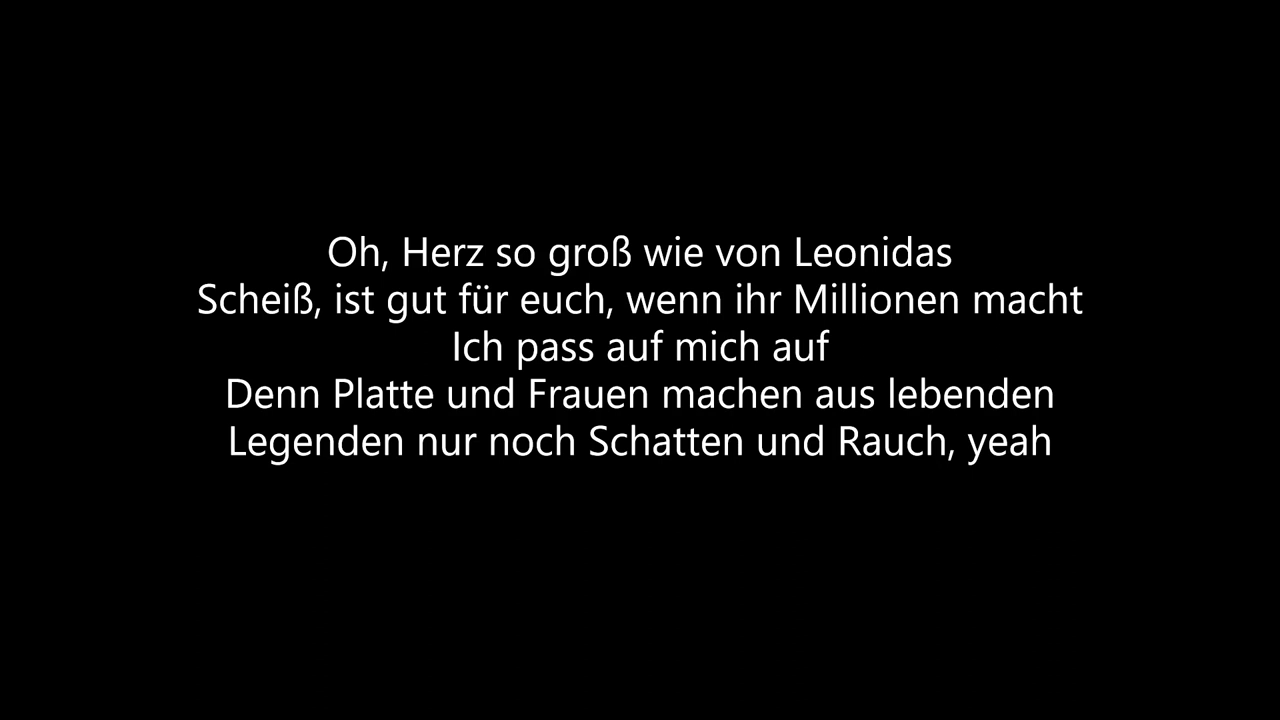 Oh, Herz so groß wie von Leonidas
Scheiß, ist gut für euch, wenn ihr Millionen macht
Ich pass auf mich auf
Denn Platte und Frauen machen aus lebenden
Legenden nur noch Schatten und Rauch, yeah